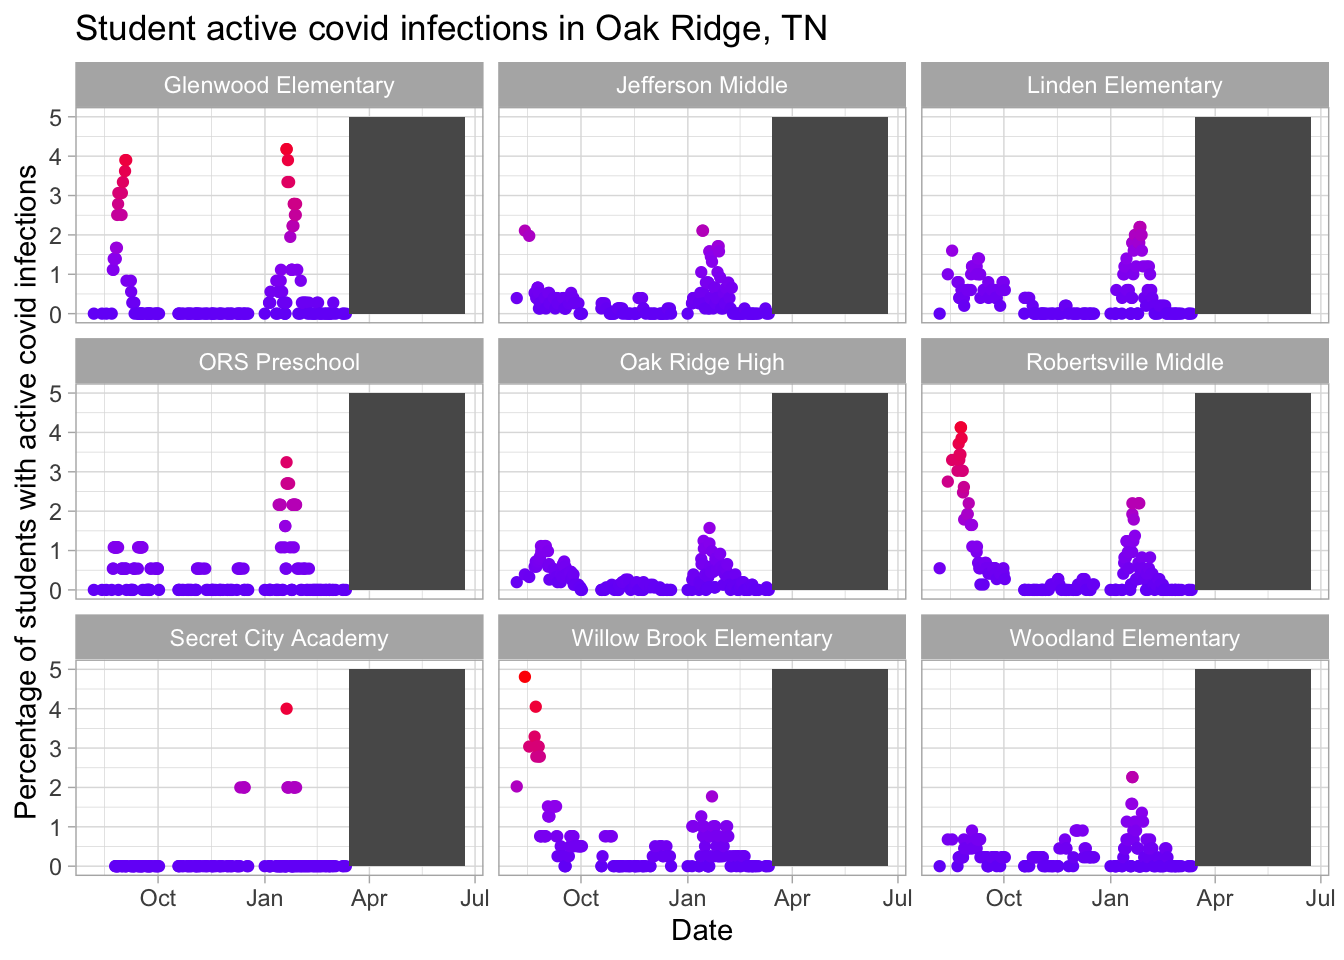 Student active covid infections in Oak Ridge, TN
Glenwood Elementary
Jefferson Middle
Linden Elementary
5
4
3
2
1
0
ORS Preschool
Oak Ridge High
Robertsville Middle
5
4
3
2
1
0
Secret City Academy
Willow Brook Elementary
Woodland Elementary
5
4
3
2
1
0
Percentage of students with active covid infections
Oct Jan Apr Jul
Oct Jan Apr Jul
Oct Jan Apr Jul
Date